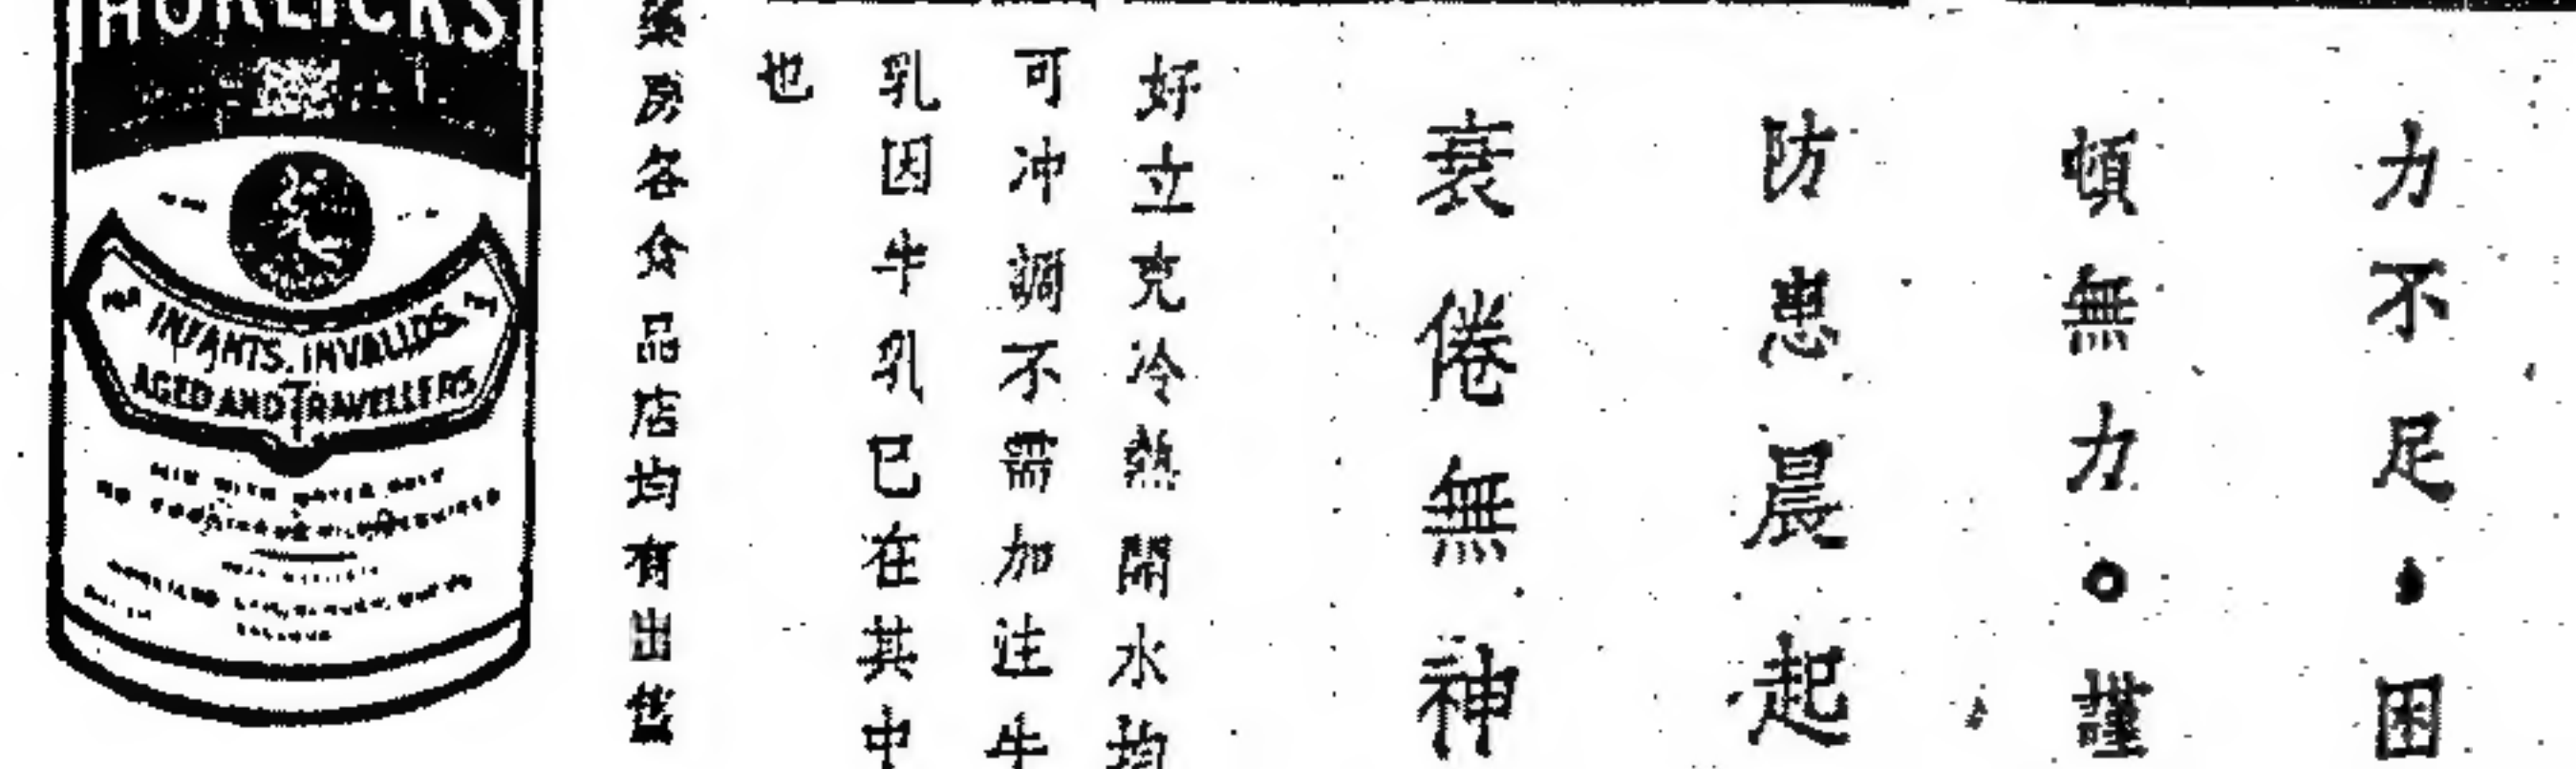 力不足，困
頓無力。謹
防患晨起
衰倦無神
好立克冷熱開水均
可冲調不需加注牛
乳因牛乳已在其中
也
藥房各食品店均有出售
HORLICKS
INFANTS, INVALIDS,
AGED AND TRAVELLERS